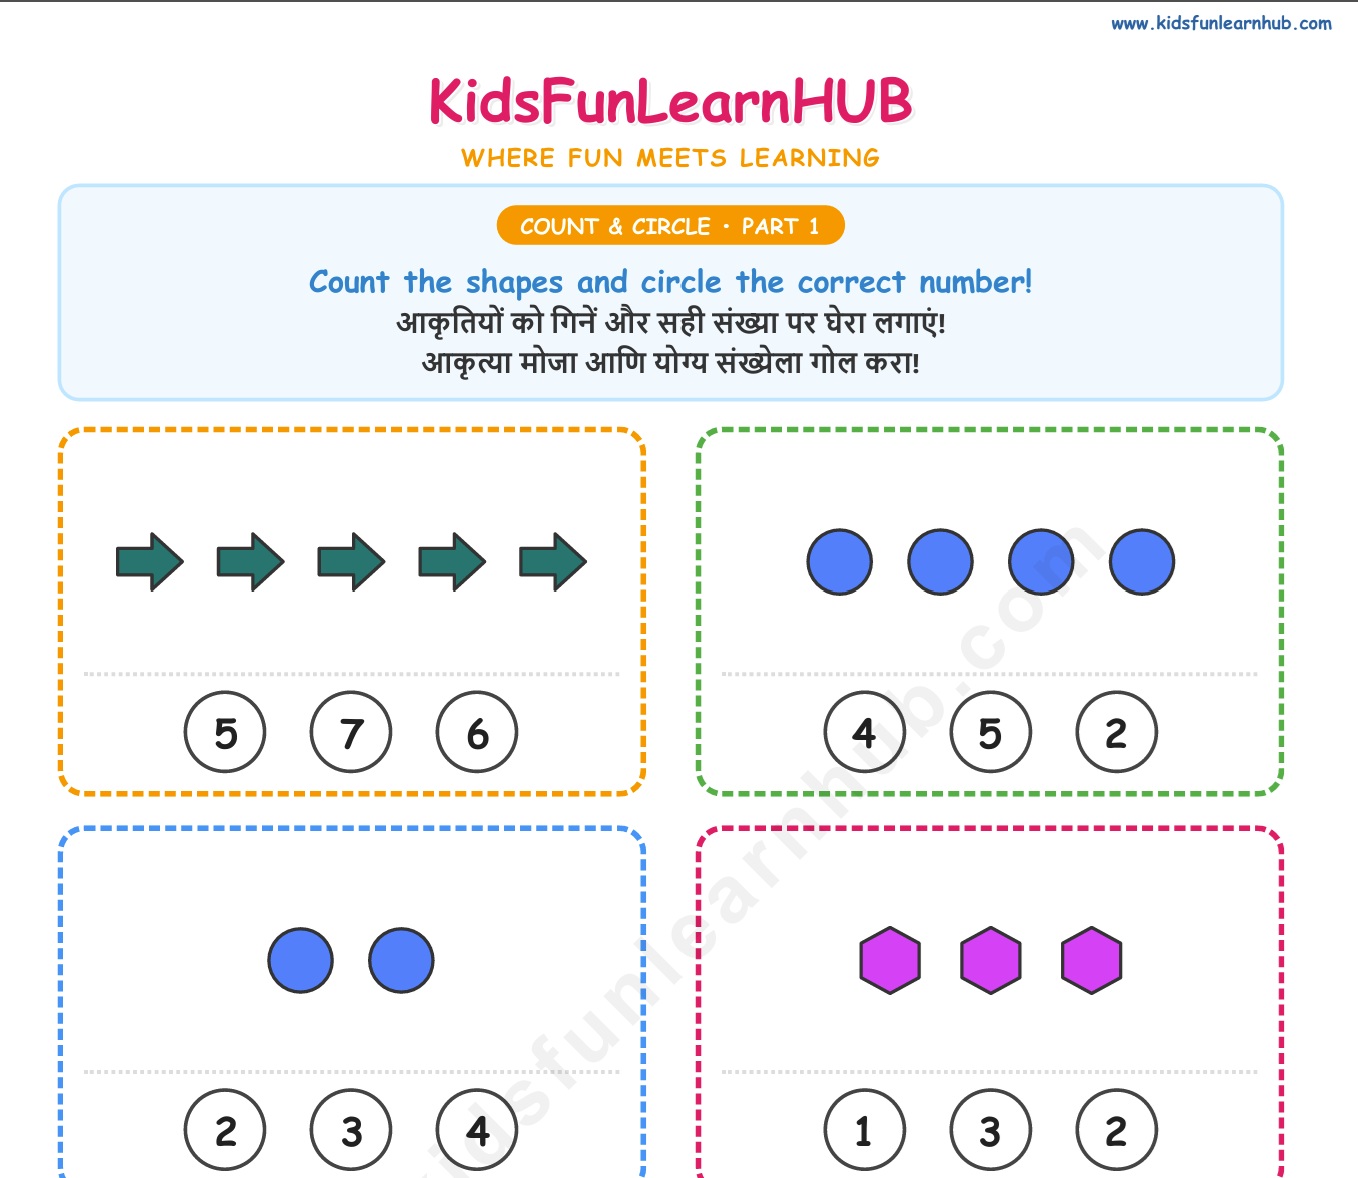 www.kidsfunlearnhub.com
KidsFunLearnHUB
WHERE FUN MEETS LEARNING
COUNT & CIRCLE • PART 1
Count the shapes and circle the correct number!
आकृतियों को गिनें और सही संख्या पर घेरा लगाएं!
आकृत्या मोजा आणि योग्य संख्येला गोल करा!
5 7 6
4 5 2
2 3 4
1 3 2
kidsfunlearnhub.com